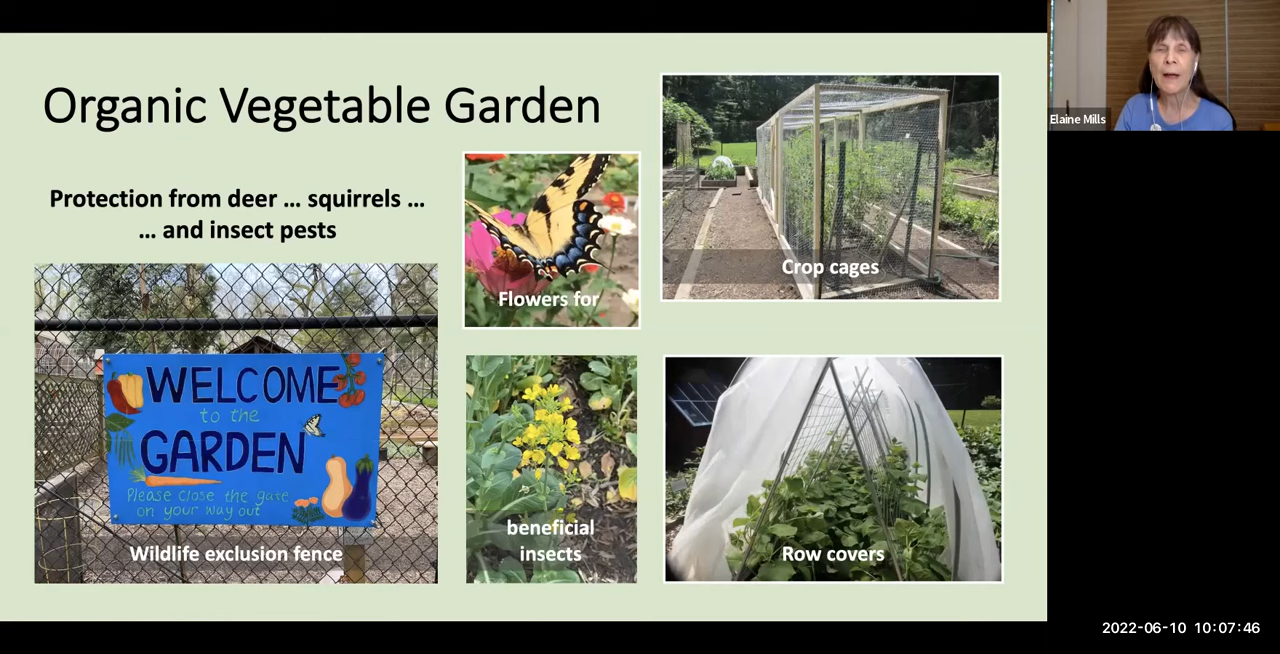 Organic Vegetable Garden
Protection from deer ... squirrels ...
... and insect pests
WELCOME
to the
GARDEN
Please close the gate
on your way out
Wildlife exclusion fence
Flowers for
beneficial
insects
Crop cages
Row covers
Elaine Mills
2022-06-10 10:07:46